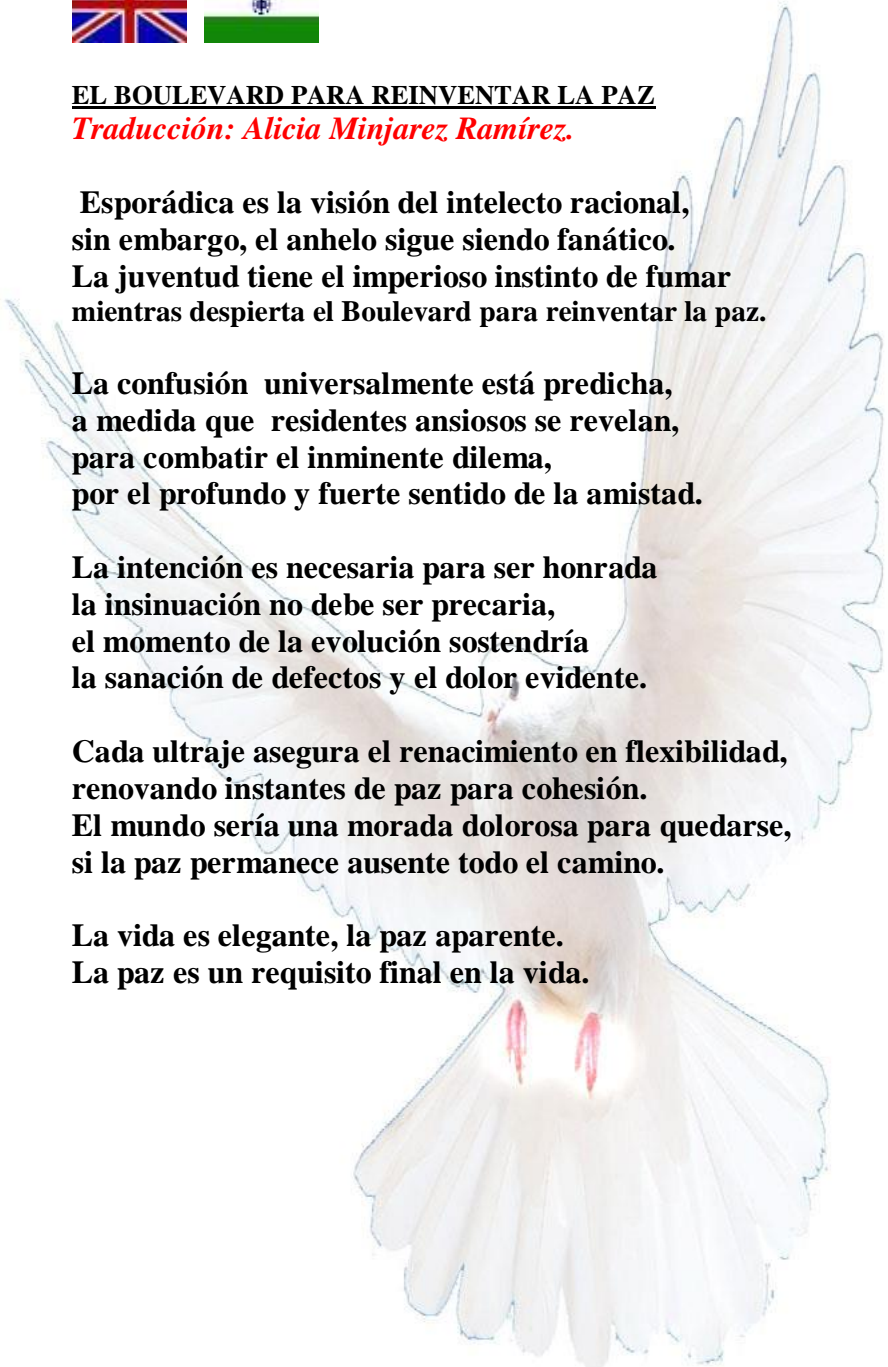 EL BOULEVARD PARA REINVENTAR LA PAZ
Traducción: Alicia Minjarez Ramírez.
Esporádica es la visión del intelecto racional,
sin embargo, el anhelo sigue siendo fanático.
La juventud tiene el imperioso instinto de fumar
mientras despierta el Boulevard para reinventar la paz.
La confusión  universalmente está predicha,
a medida que  residentes ansiosos se revelan,
para combatir el inminente dilema,
por el profundo y fuerte sentido de la amistad.
La intención es necesaria para ser honrada
la insinuación no debe ser precaria,
el momento de la evolución sostendría
la sanación de defectos y el dolor evidente.
Cada ultraje asegura el renacimiento en flexibilidad,
renovando instantes de paz para cohesión.
El mundo sería una morada dolorosa para quedarse,
si la paz permanece ausente todo el camino.
La vida es elegante, la paz aparente.
La paz es un requisito final en la vida.